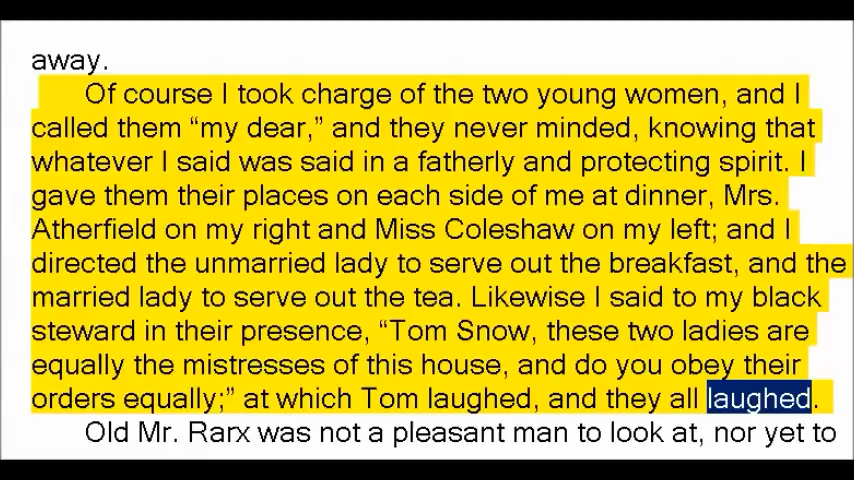 away.
Of course I took charge of the two young women, and I
called them “my dear,” and they never minded, knowing that
whatever I said was said in a fatherly and protecting spirit. I
gave them their places on each side of me at dinner, Mrs.
Atherfield on my right and Miss Coleshaw on my left; and I
directed the unmarried lady to serve out the breakfast, and the
married lady to serve out the tea. Likewise I said to my black
steward in their presence, “Tom Snow, these two ladies are
equally the mistresses of this house, and do you obey their
orders equally;” at which Tom laughed, and they all laughed.
Old Mr. Rarx was not a pleasant man to look at, nor yet to